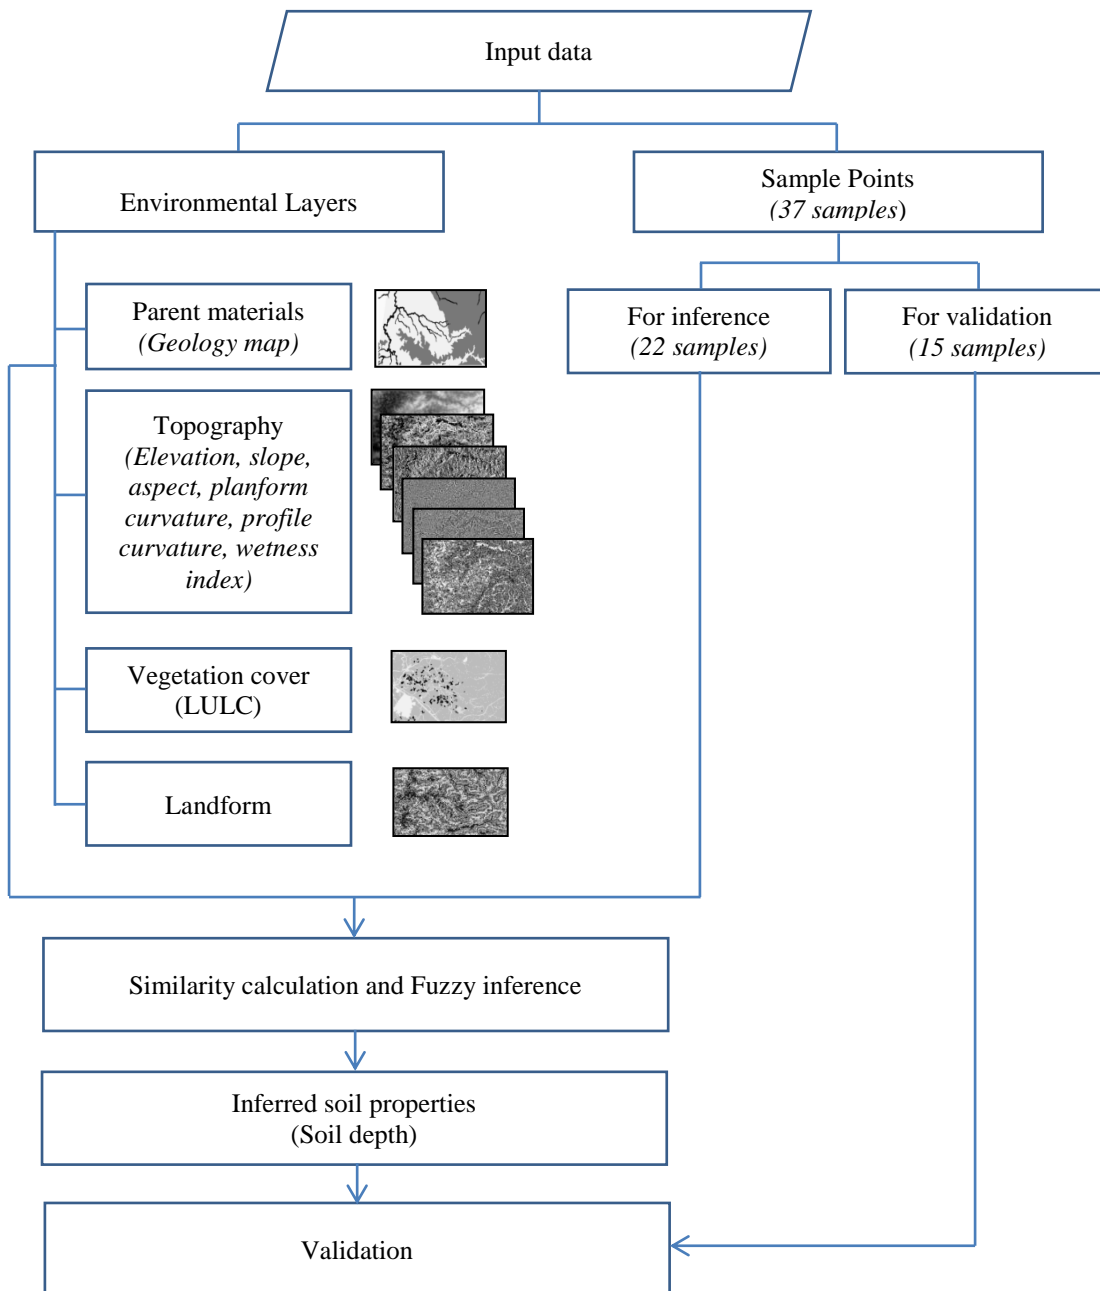 Input data
Environmental Layers
Sample Points
(37 samples)
Parent materials
(Geology map)
For inference
(22 samples)
For validation
(15 samples)
Topography
(Elevation, slope,
aspect, planform
curvature, profile
curvature, wetness
index)
Vegetation cover
(LULC)
Landform
Similarity calculation and Fuzzy inference
Inferred soil properties
(Soil depth)
Validation